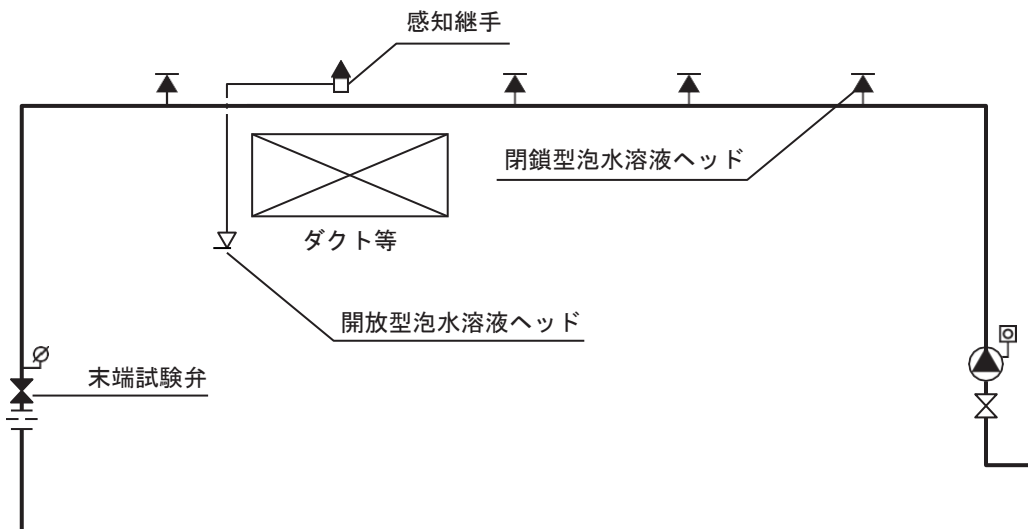 感知継手
閉鎖型泡水溶液ヘッド
ダクト等
開放型泡水溶液ヘッド
末端試験弁